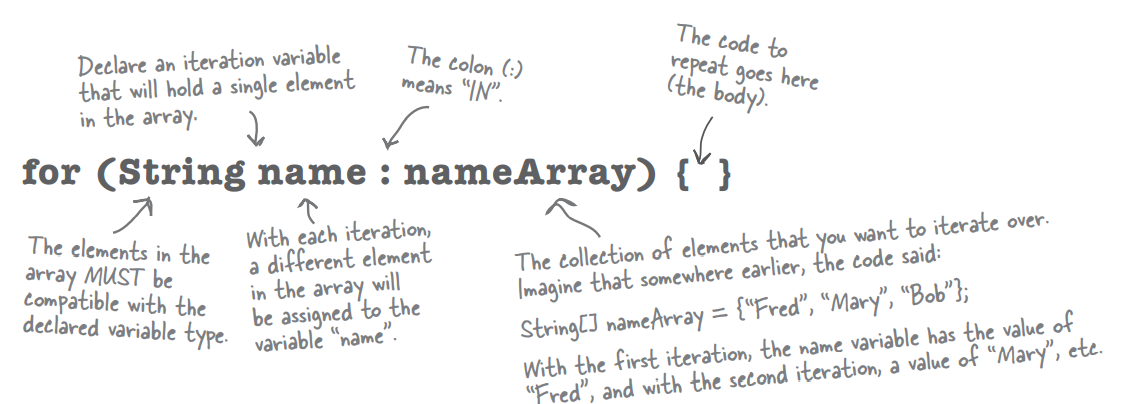 Declare an iteration variable
that will hold a single element
in the array.
The colon (:)
means “IN”.
The code to
repeat goes here
(the body).
for (String name : nameArray) { }
The elements in the
array MUST be
compatible with the
declared variable type.
With each iteration,
a different element
in the array will
be assigned to the
variable “name”.
The collection of elements that you want to iterate over.
Imagine that somewhere earlier, the code said:
String[] nameArray = {“Fred”, “Mary”, “Bob”};
With the first iteration, the name variable has the value of
“Fred”, and with the second iteration, a value of “Mary”, etc.